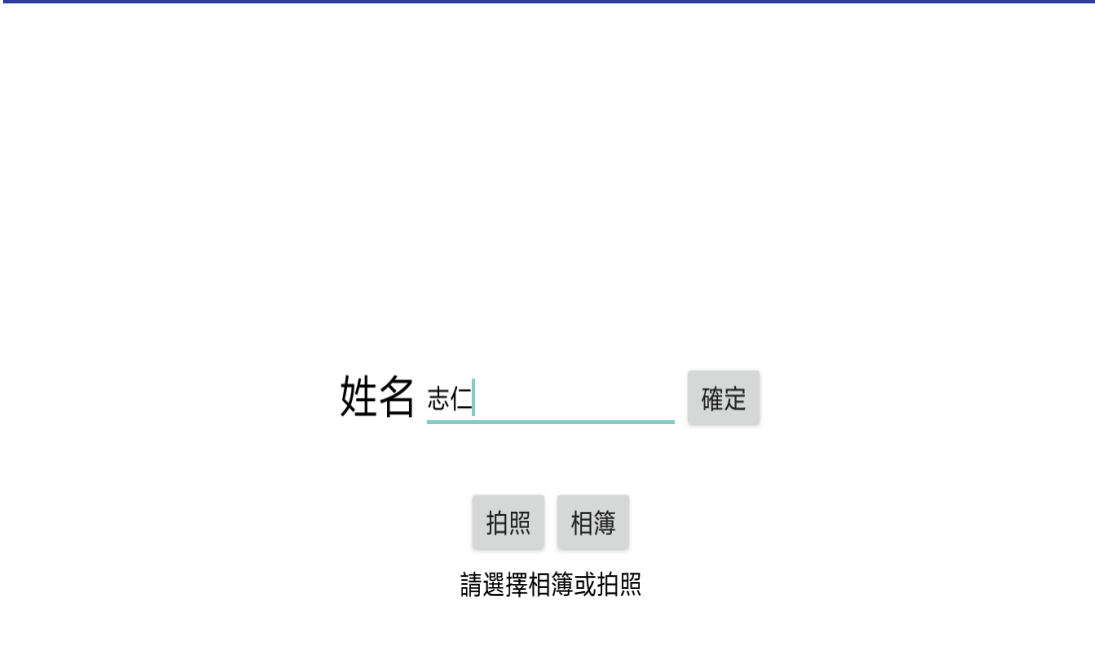 姓名 志仁 確定
拍照 相簿
請選擇相簿或拍照